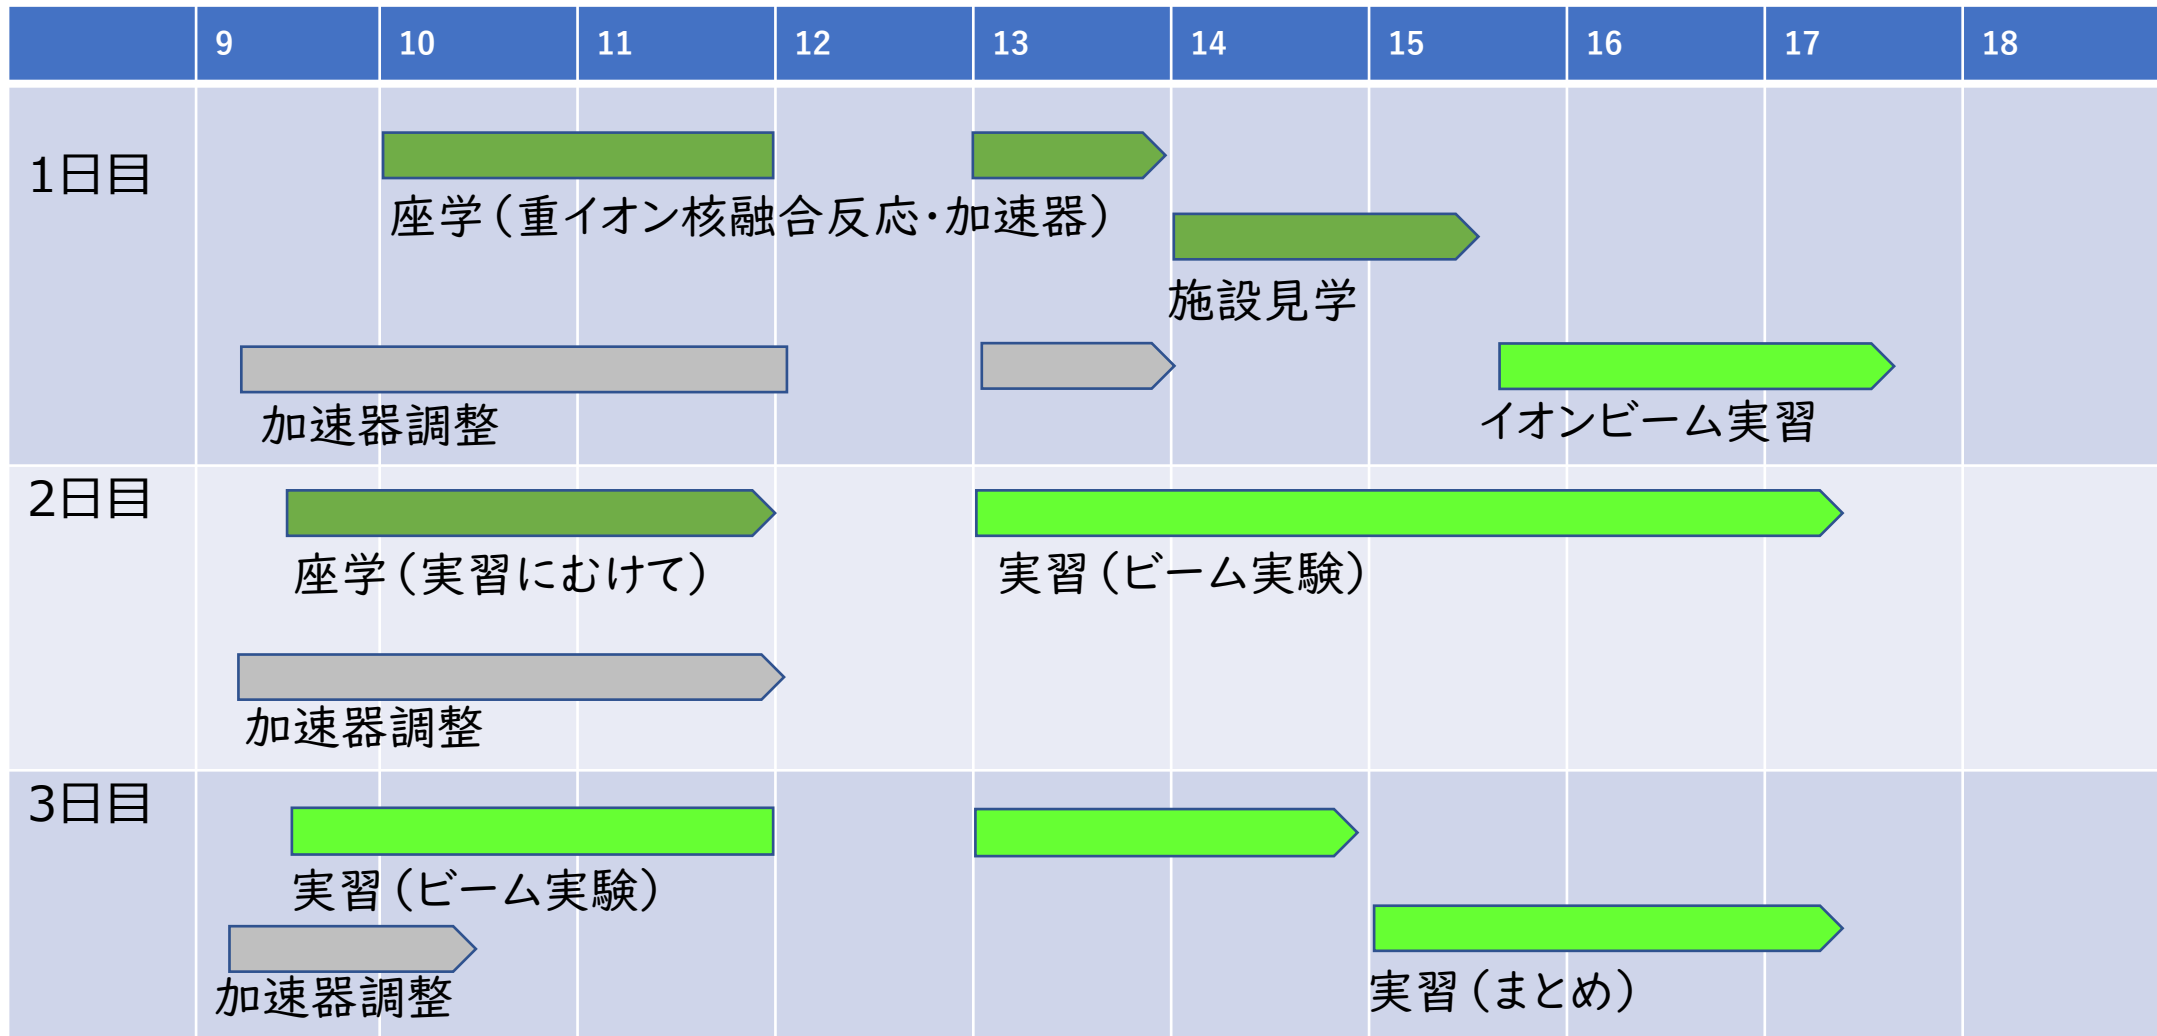 9 10 11 12 13 14 15 16 17 18
1日目
座学（重イオン核融合反応・加速器）
施設見学
加速器調整
イオンビーム実習
2日目
座学（実習にむけて）
実習（ビーム実験）
加速器調整
3日目
実習（ビーム実験）
加速器調整
実習（まとめ）